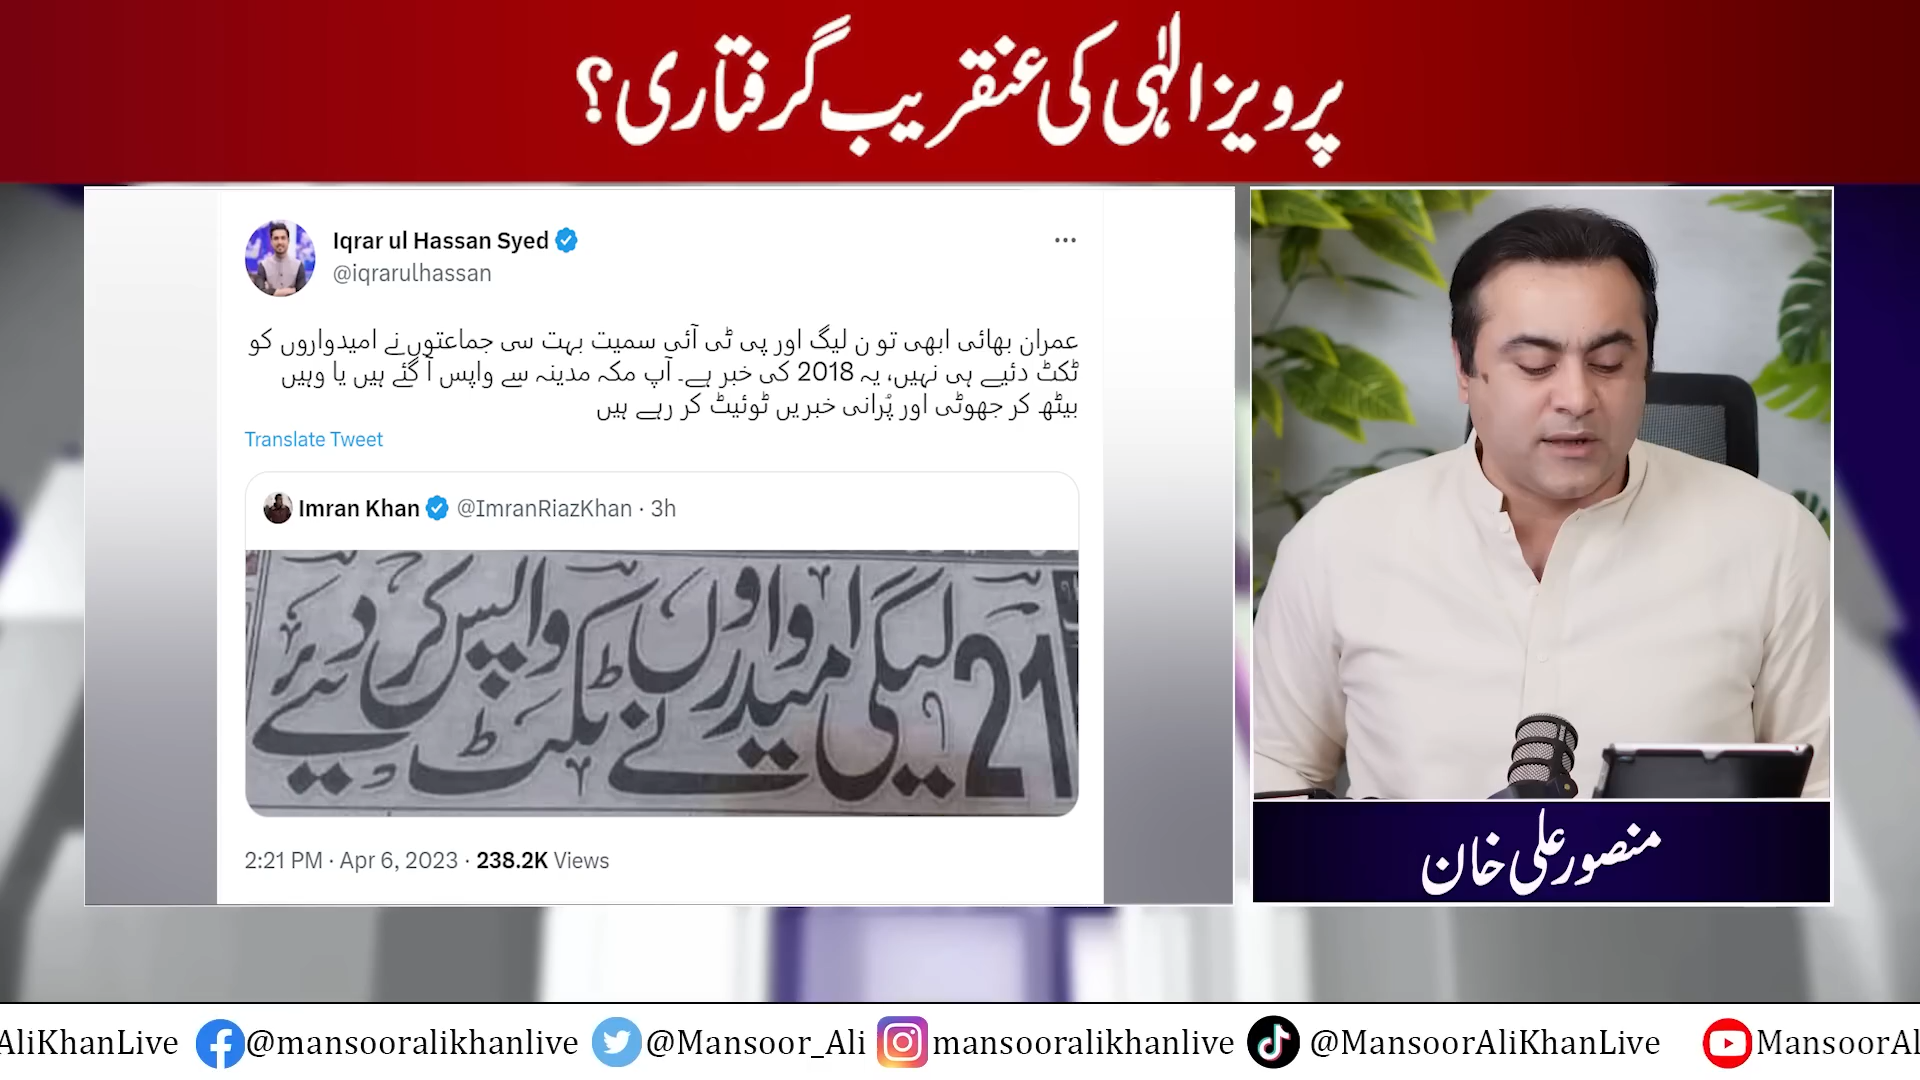 پرویز الٰہی کی عنقریب گرفتاری؟
Iqrar ul Hassan Syed
@iqrarulhassan
عمران بھائی ابھی تو ن لیگ اور پی ٹی آئی سمیت بہت سی جماعتوں نے امیدواروں کو
ٹکٹ دئیے ہی نہیں، یہ 2018 کی خبر ہے۔ آپ مکہ مدینہ سے واپس آ گئے ہیں یا وہیں
بیٹھ کر جھوٹی اور پُرانی خبریں ٹوئیٹ کر رہے ہیں
Translate Tweet
Imran Khan @ImranRiazKhan · 3h
21 لیگی امیدواروں نے ٹکٹ واپس کر دیئے
2:21 PM · Apr 6, 2023 · 238.2K Views
منصور علی خان
AliKhanLive @mansooralikhanlive @Mansoor_Ali mansooralikhanlive @MansoorAliKhanLive MansoorAl